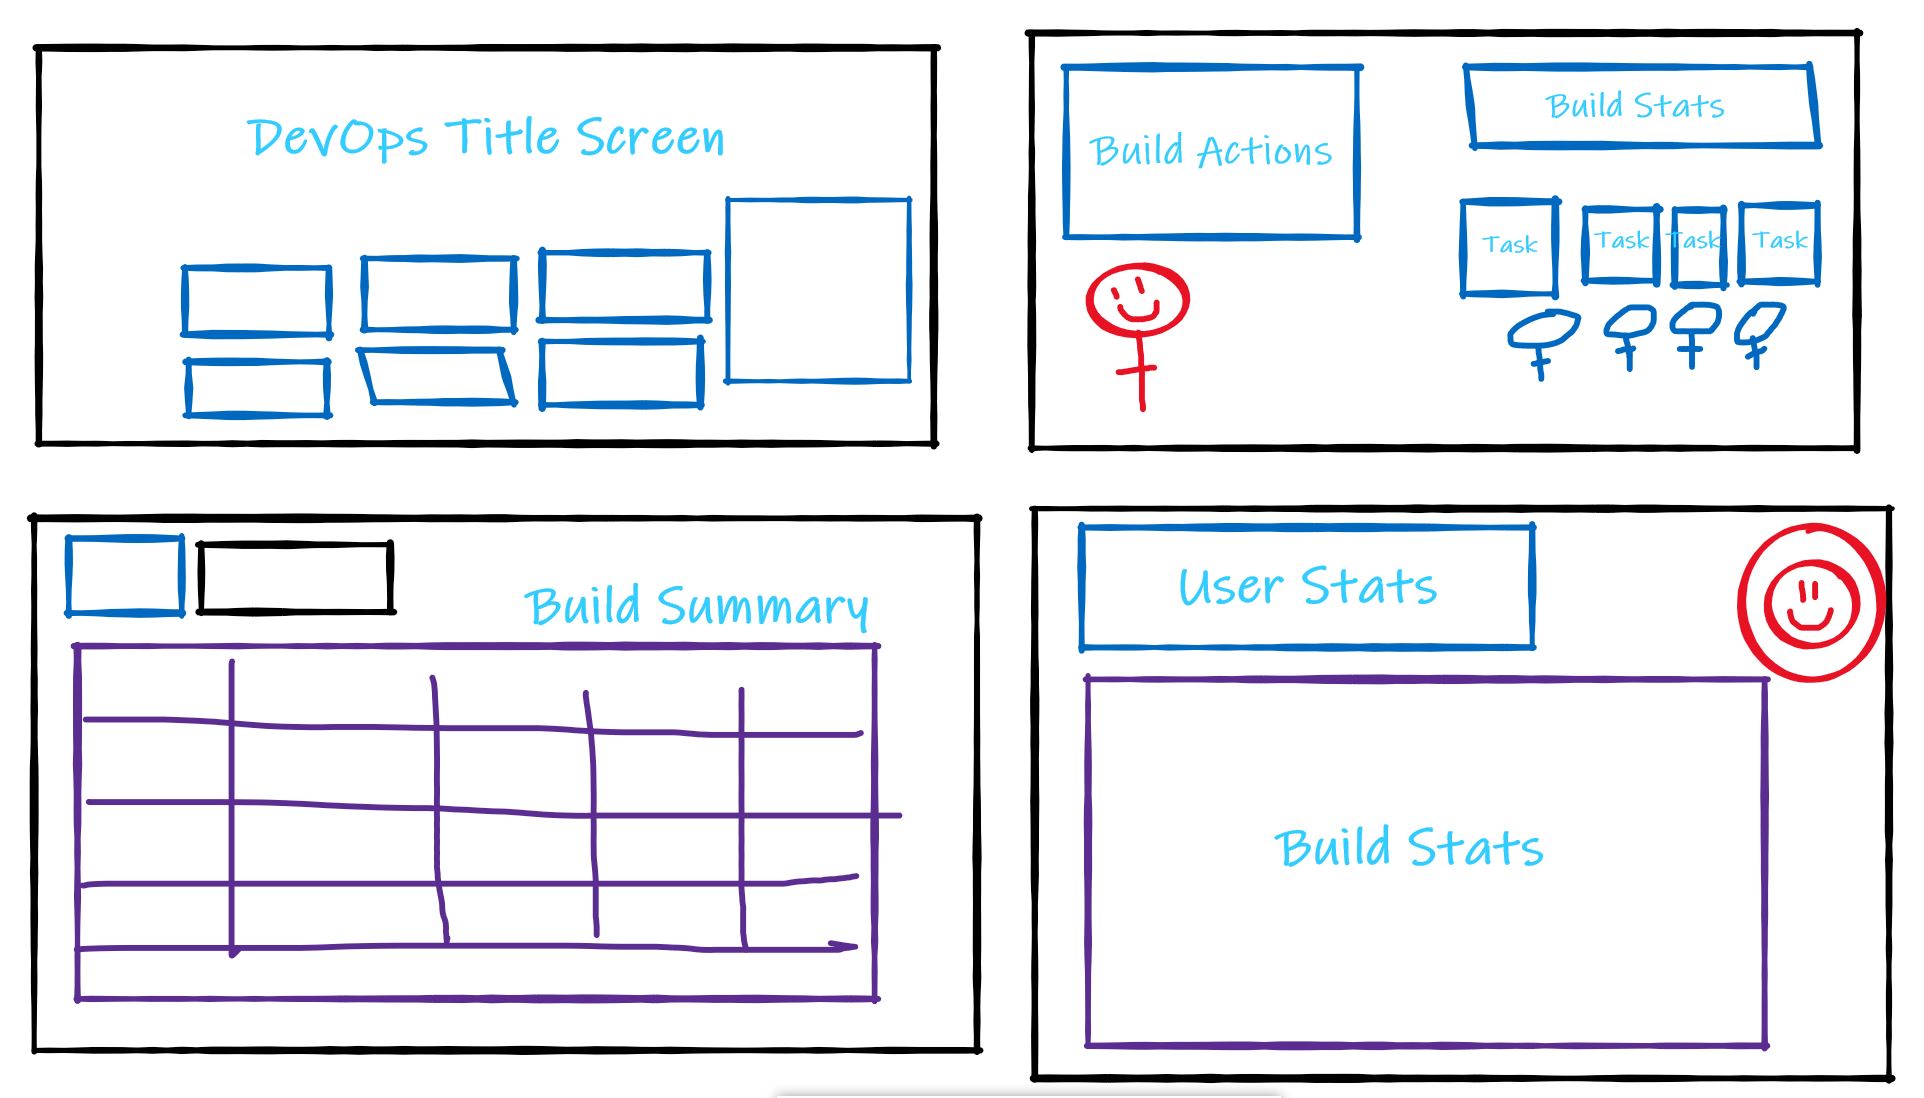 DevOps Title Screen
Build Actions
Build Stats
Task Task Task Task
Build Summary
User Stats
Build Stats